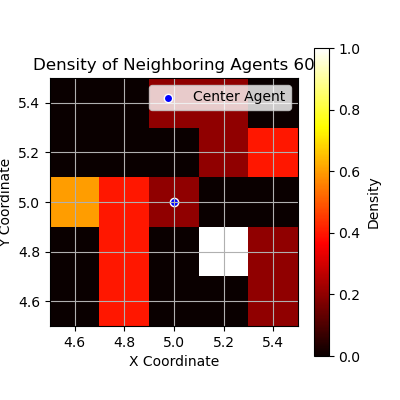 Density of Neighboring Agents 60
Center Agent
5.4
5.2
5.0
4.8
4.6
Y Coordinate
4.6 4.8 5.0 5.2 5.4
X Coordinate
1.0
0.8
0.6
0.4
0.2
0.0
Density